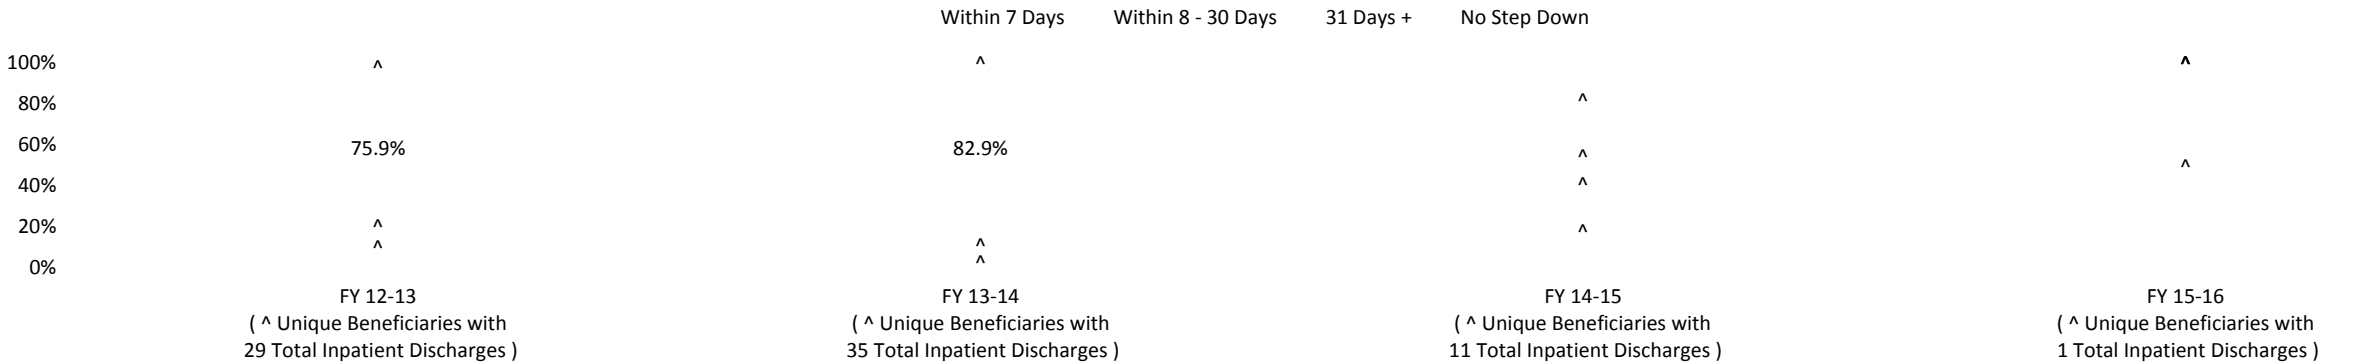 Within 7 Days Within 8 - 30 Days 31 Days + No Step Down
100% ^ ^ ^
80% ^
60% 75.9% 82.9% ^ ^
40% ^
20% ^ ^
^ ^
0% ^
FY 12-13 FY 13-14 FY 14-15 FY 15-16
( ^ Unique Beneficiaries with ( ^ Unique Beneficiaries with ( ^ Unique Beneficiaries with ( ^ Unique Beneficiaries with
29 Total Inpatient Discharges ) 35 Total Inpatient Discharges ) 11 Total Inpatient Discharges ) 1 Total Inpatient Discharges )